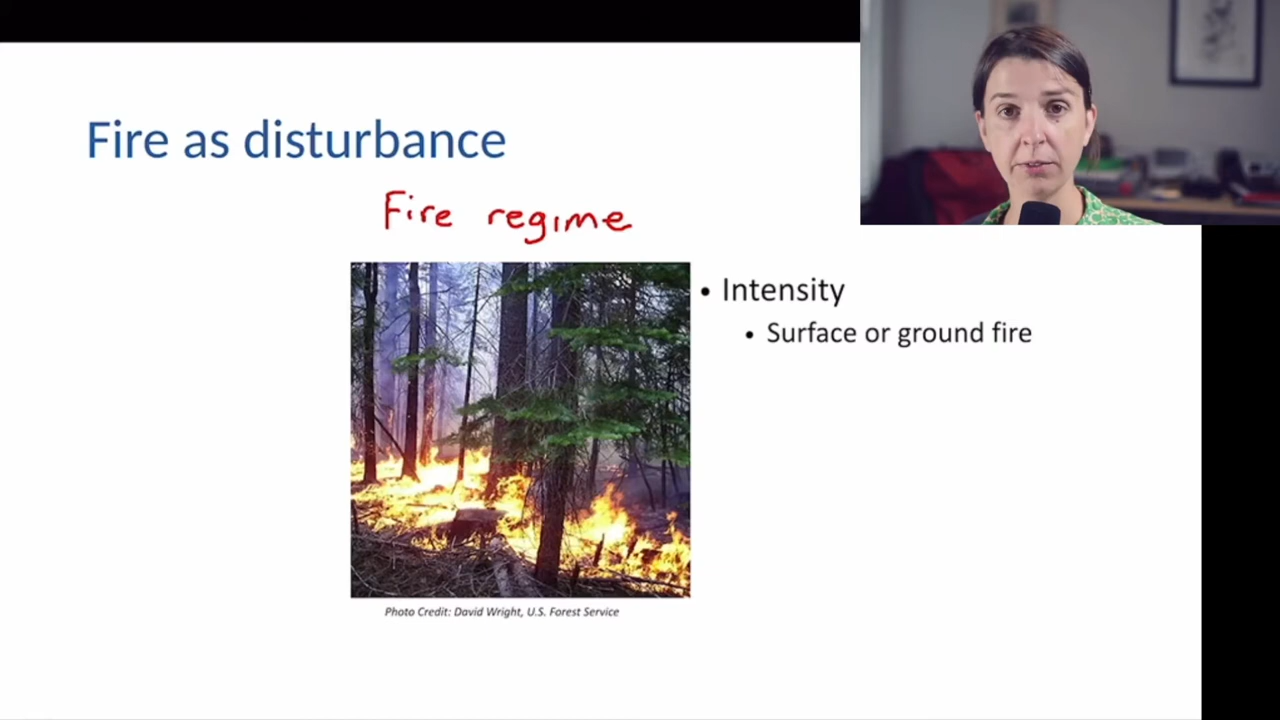 Fire as disturbance
Fire regime
• Intensity
• Surface or ground fire
Photo Credit: David Wright, U.S. Forest Service